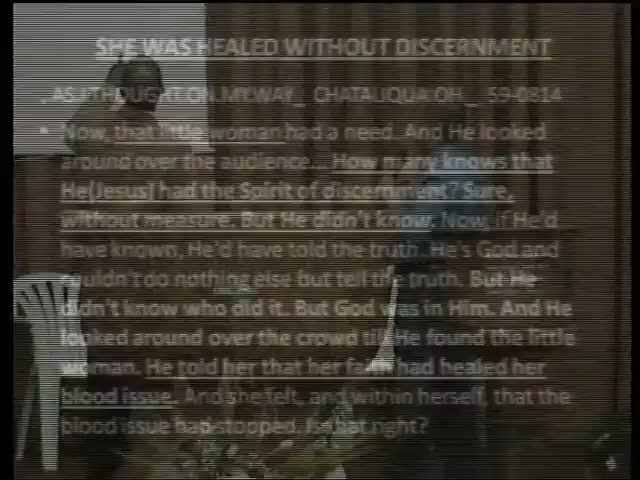 SHE WAS HEALED WITHOUT DISCERNMENT
AS I THOUGHT ON MY WAY_ CHATAUQUA.OH _ 59-0814
• Now, that little woman had a need. And He looked
around over the audience... How many knows that
He(Jesus) had the Spirit of discernment? Sure,
without measure. But He didn't know. Now, if He'd
have known, He'd have told the truth. He's God and
couldn't do nothing else but tell the truth. But He
didn't know who did it. But God was in Him. And He
looked around over the crowd till He found the little
woman. He told her that her faith had healed her
blood issue. And she felt, and within herself, that the
blood issue had stopped. Is that right?